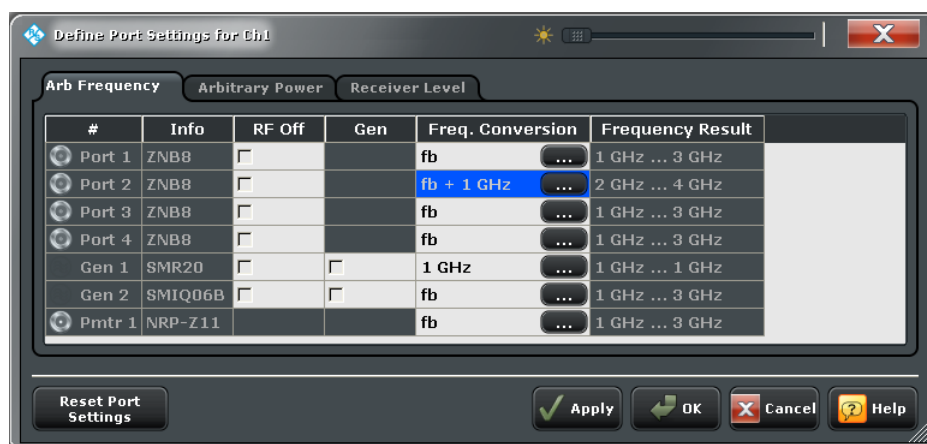 Define Port Settings for Ch1
Arb Frequency Arbitrary Power Receiver Level
# Info RF Off Gen Freq. Conversion Frequency Result
Port 1 ZNB8 fb ... 1 GHz ... 3 GHz
Port 2 ZNB8 fb + 1 GHz ... 2 GHz ... 4 GHz
Port 3 ZNB8 fb ... 1 GHz ... 3 GHz
Port 4 ZNB8 fb ... 1 GHz ... 3 GHz
Gen 1 SMR20 1 GHz ... 1 GHz ... 1 GHz
Gen 2 SMIQ06B fb ... 1 GHz ... 3 GHz
Pmtr 1 NRP-Z11 fb ... 1 GHz ... 3 GHz
Reset Port
Settings
Apply OK Cancel Help